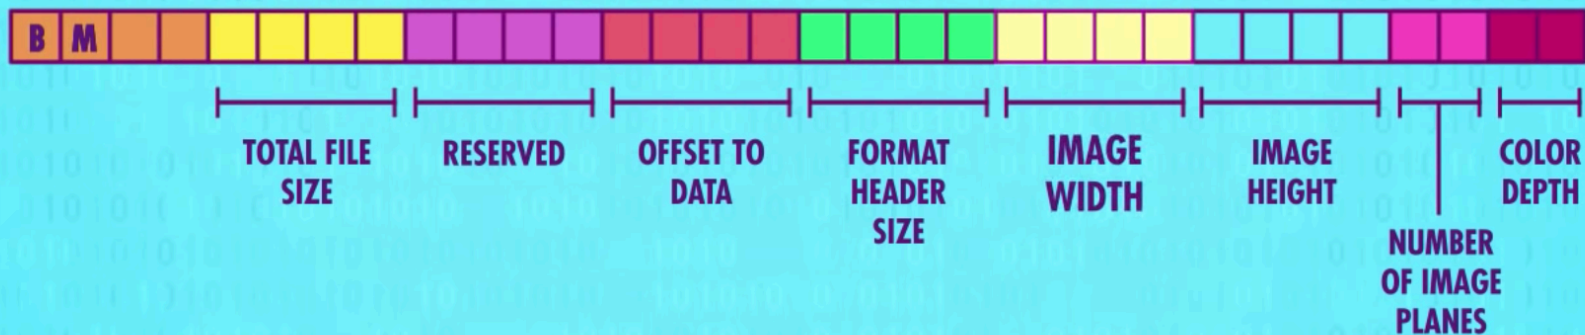 B M
TOTAL FILE
SIZE
RESERVED
OFFSET TO
DATA
FORMAT
HEADER
SIZE
IMAGE
WIDTH
IMAGE
HEIGHT
NUMBER
OF IMAGE
PLANES
COLOR
DEPTH